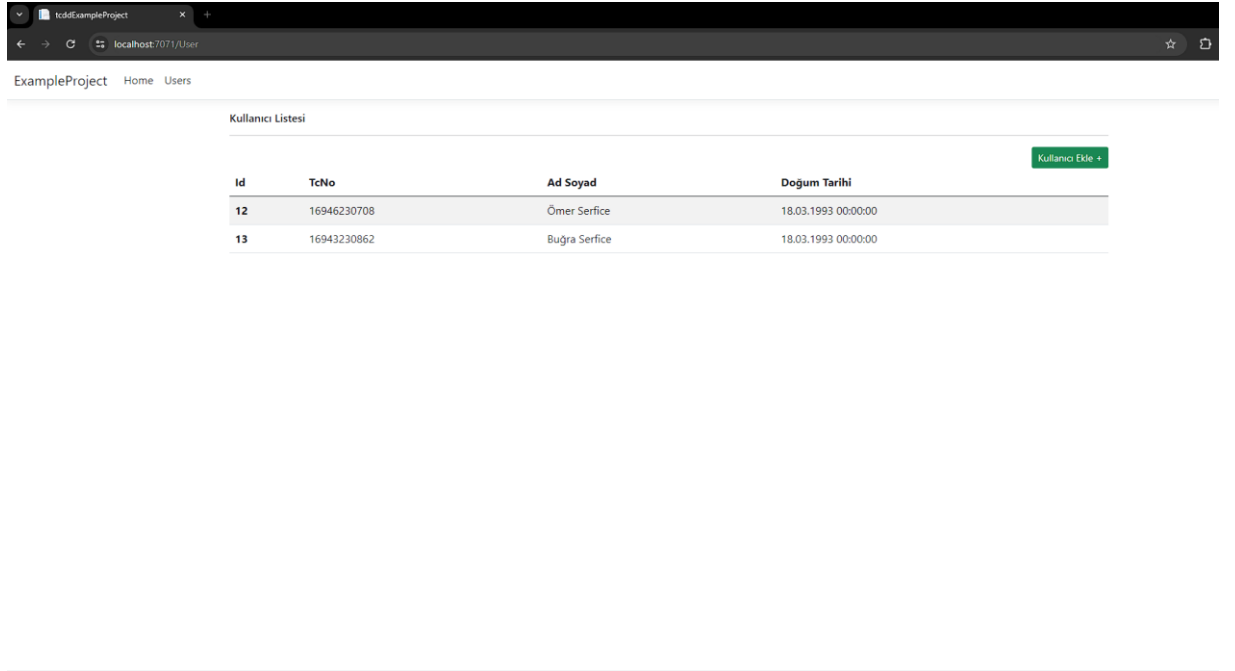 tcddExampleProject
localhost:7071/User
ExampleProject Home Users
Kullanıcı Listesi
Kullanıcı Ekle +
Id TcNo Ad Soyad Doğum Tarihi
12 16946230708 Ömer Serfice 18.03.1993 00:00:00
13 16943230862 Buğra Serfice 18.03.1993 00:00:00